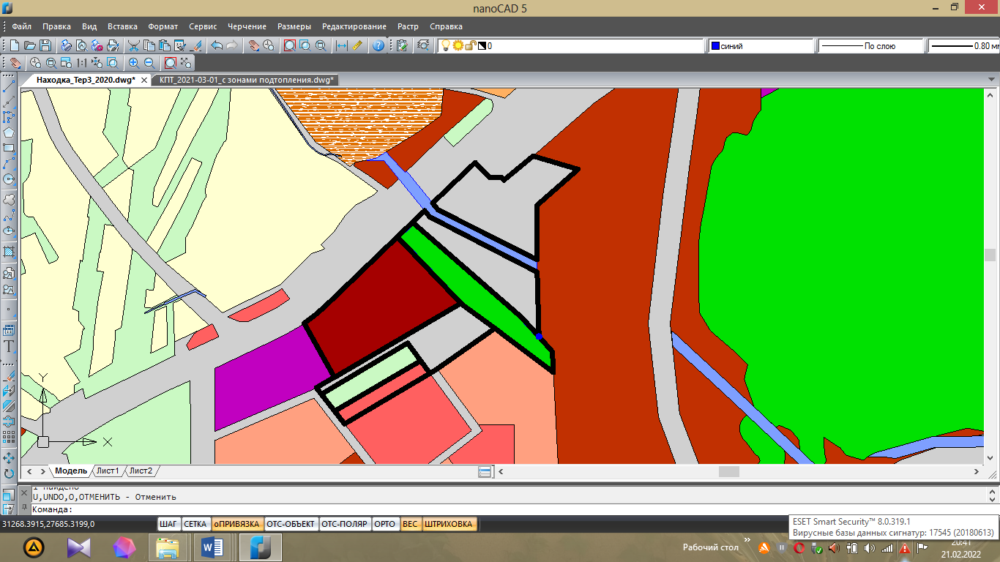 nanoCAD 5
Файл Правка Вид Вставка Формат Сервис Черчение Размеры Редактирование Растр Справка
0 синий По слою 0.80 мм
1:1
Находка_Тер3_2020.dwg* КПТ_2021-03-01_с зонами подтопления.dwg*
Y
X
Модель Лист1 Лист2
1 найдено
U,UNDO,О,ОТМЕНИТЬ - Отменить
Команда:
31268.3915,27685.3199,0 ШАГ СЕТКА оПРИВЯЗКА ОТС-ОБЪЕКТ ОТС-ПОЛЯР ОРТО ВЕС ШТРИХОВКА
ESET Smart Security™ 8.0.319.1
Вирусные базы данных сигнатур: 17545 (20180613)
Рабочий стол
20:41
21.02.2022